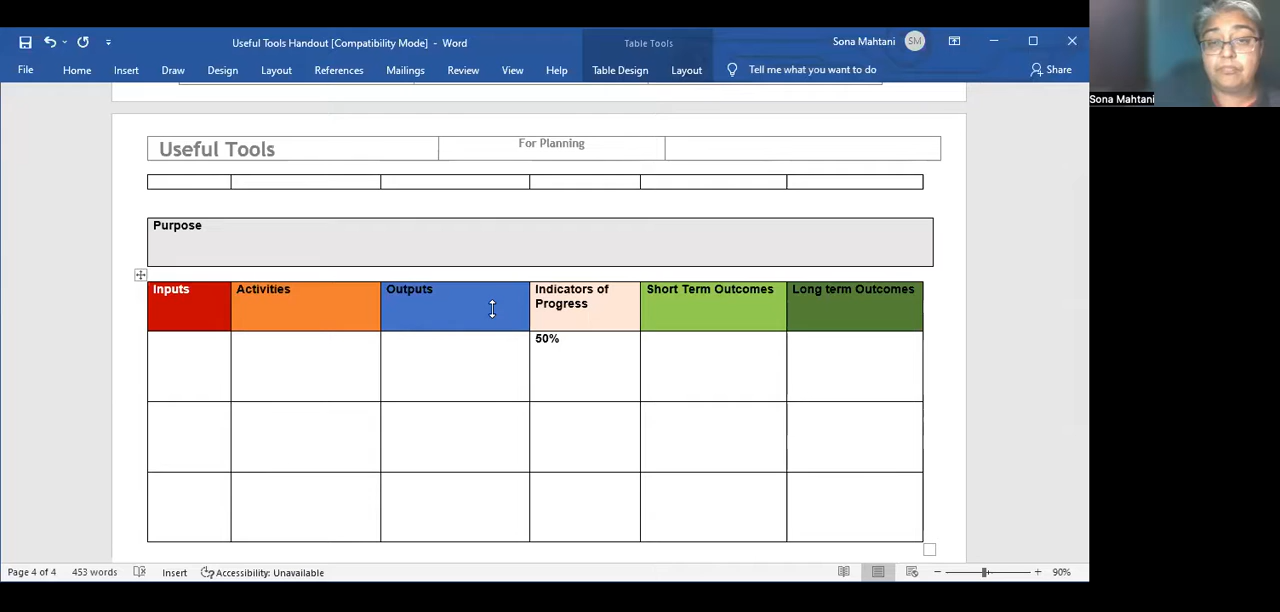 Useful Tools Handout [Compatibility Mode] - Word
Table Tools
Sona Mahtani
SM
File
Home
Insert
Draw
Design
Layout
References
Mailings
Review
View
Help
Table Design
Layout
Tell me what you want to do
Share
Sona Mahtani
Useful Tools
For Planning
Purpose
Inputs
Activities
Outputs
Indicators of
Progress
Short Term Outcomes
Long term Outcomes
50%
Page 4 of 4
453 words
Insert
Accessibility: Unavailable
90%